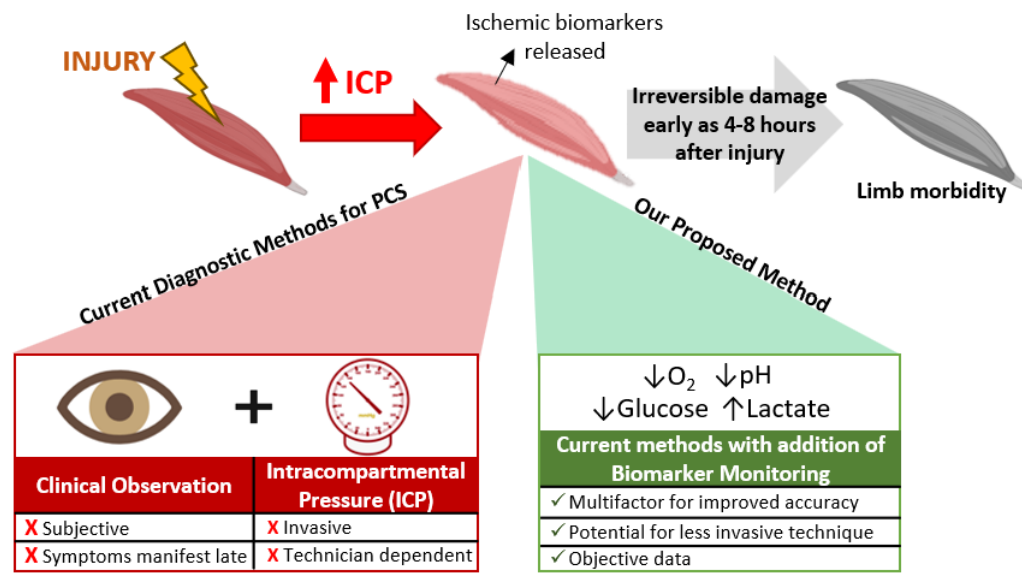 INJURY
↑ ICP
Ischemic biomarkers
released
Irreversible damage
early as 4-8 hours
after injury
Limb morbidity
Current Diagnostic Methods for PCS
Our Proposed Method
+
Clinical Observation
Intracompartmental
Pressure (ICP)
X Subjective
X Invasive
X Symptoms manifest late
X Technician dependent
↓O₂ ↓pH
↓Glucose ↑Lactate
Current methods with addition of
Biomarker Monitoring
✓ Multifactor for improved accuracy
✓ Potential for less invasive technique
✓ Objective data